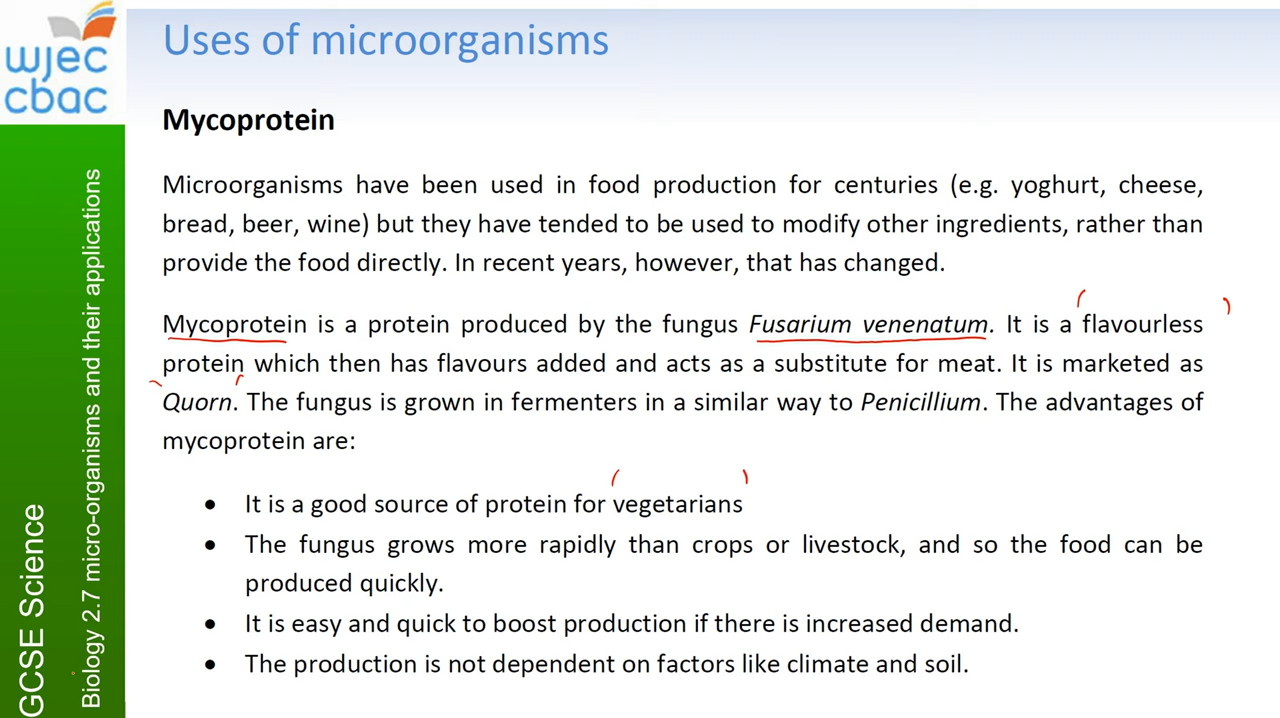 wjec
cbac
Uses of microorganisms
Mycoprotein
Microorganisms have been used in food production for centuries (e.g. yoghurt, cheese,
bread, beer, wine) but they have tended to be used to modify other ingredients, rather than
provide the food directly. In recent years, however, that has changed.
Mycoprotein is a protein produced by the fungus Fusarium venenatum. It is a flavourless
protein which then has flavours added and acts as a substitute for meat. It is marketed as
Quorn. The fungus is grown in fermenters in a similar way to Penicillium. The advantages of
mycoprotein are:
• It is a good source of protein for vegetarians
• The fungus grows more rapidly than crops or livestock, and so the food can be
produced quickly.
• It is easy and quick to boost production if there is increased demand.
• The production is not dependent on factors like climate and soil.
GCSE Science
Biology 2.7 micro-organisms and their applications